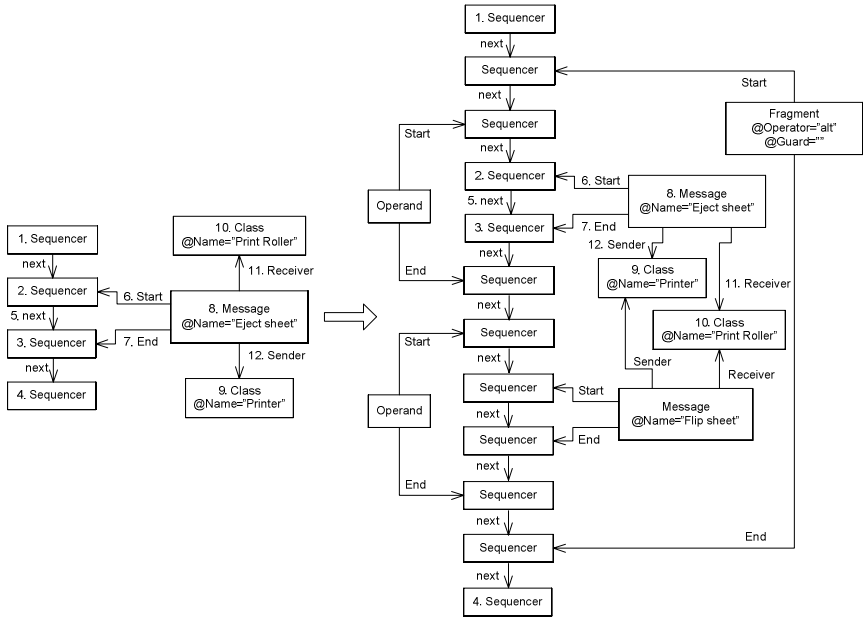 1. Sequencer
next
2. Sequencer
5. next
3. Sequencer
next
4. Sequencer
10. Class
@Name="Print Roller"
11. Receiver
6. Start
8. Message
@Name="Eject sheet"
7. End
12. Sender
9. Class
@Name="Printer"
1. Sequencer
next
Sequencer
next
Sequencer
next
2. Sequencer
5. next
3. Sequencer
next
Sequencer
next
Sequencer
next
Sequencer
next
Sequencer
next
Sequencer
next
Sequencer
next
4. Sequencer
Start
Operand
End
Start
Operand
End
Start
Fragment
@Operator="alt"
@Guard=""
End
6. Start
8. Message
@Name="Eject sheet"
7. End
12. Sender
9. Class
@Name="Printer"
11. Receiver
10. Class
@Name="Print Roller"
Sender
Receiver
Start
Message
@Name="Flip sheet"
End